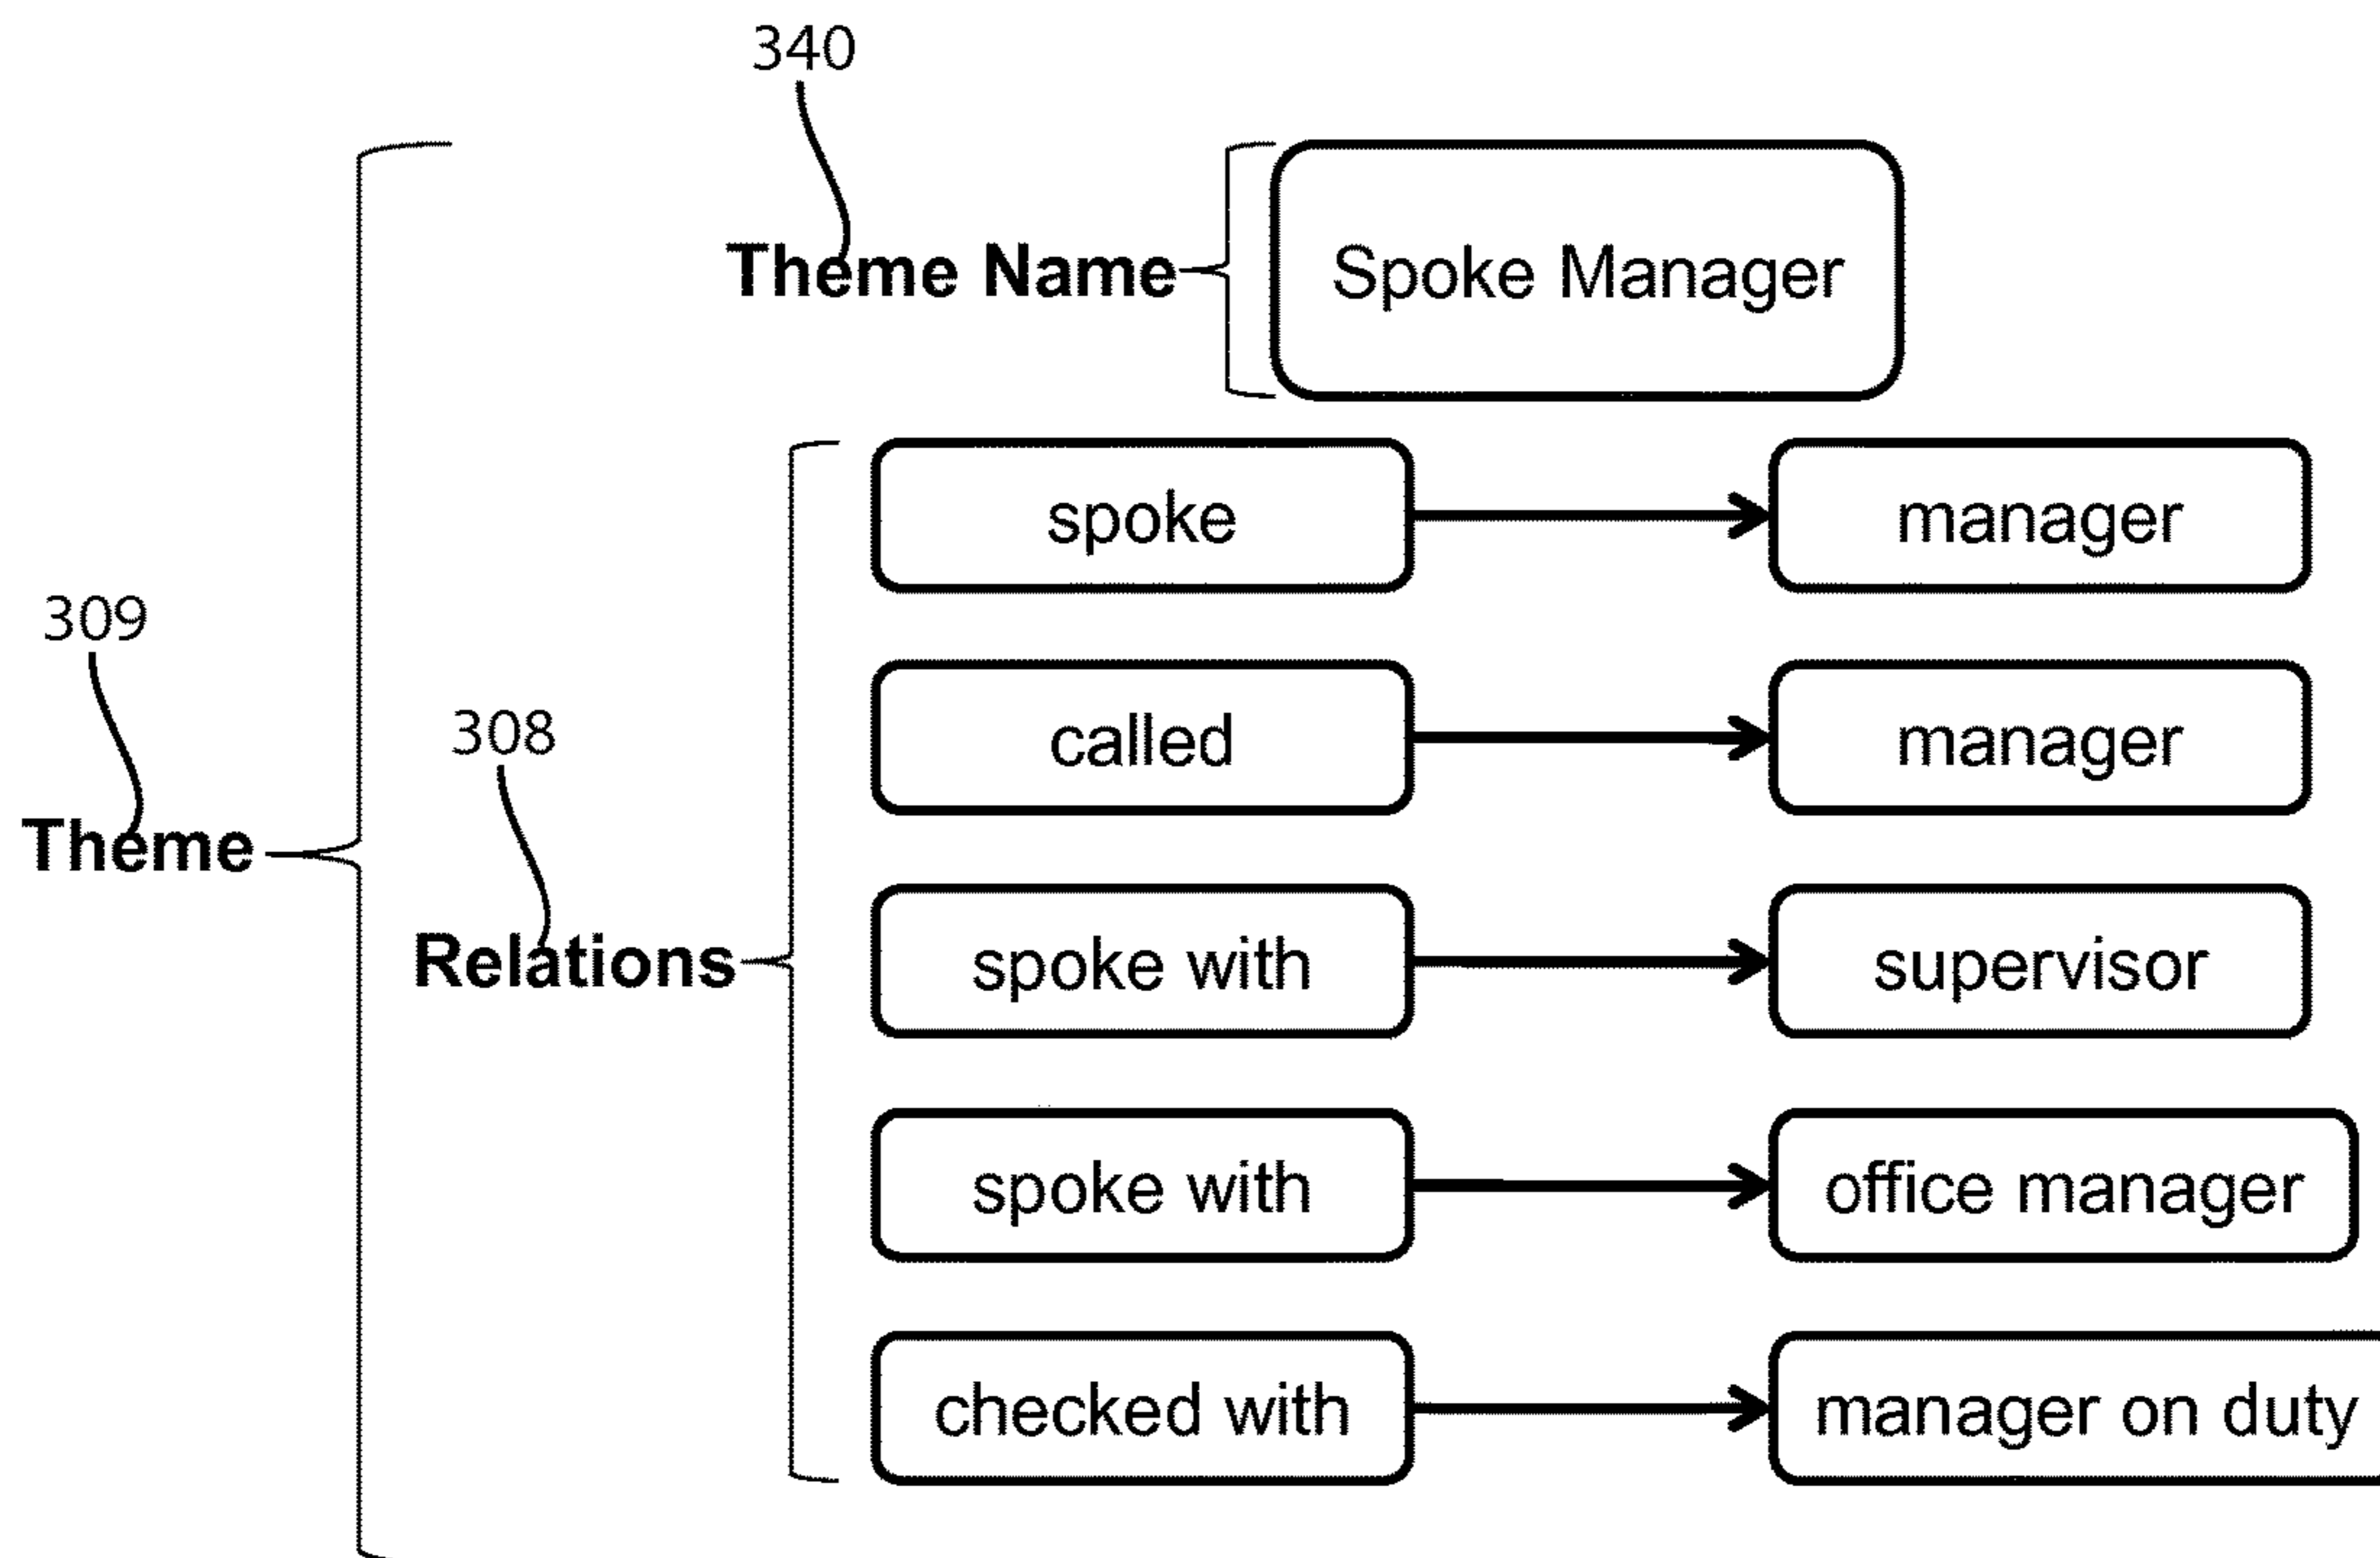 340
Theme Name Spoke Manager
spoke manager
309
308
called manager
Theme
Relations
spoke with supervisor
spoke with office manager
checked with manager on duty